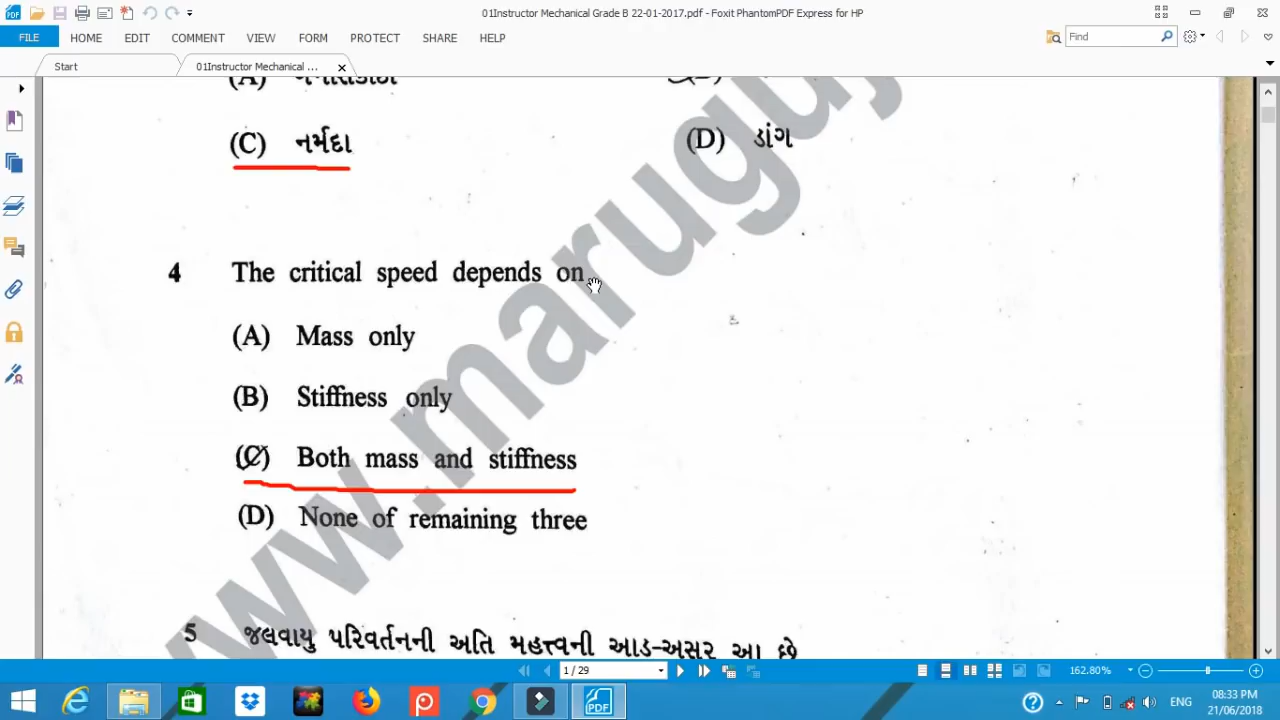 01Instructor Mechanical Grade B 22-01-2017.pdf - Foxit PhantomPDF Express for HP
FILE HOME EDIT COMMENT VIEW FORM PROTECT SHARE HELP
Find
Start 01Instructor Mechanical ...
(A)
(C) નર્મદા (D) ડાંગ
4 The critical speed depends on
(A) Mass only
(B) Stiffness only
(C) Both mass and stiffness
(D) None of remaining three
5 જલવાયુ પરિવર્તનની અતિ મહત્ત્વની આડ-અસર આ છે
www.maruguj
1 / 29
162.80%
ENG
08:33 PM
21/06/2018